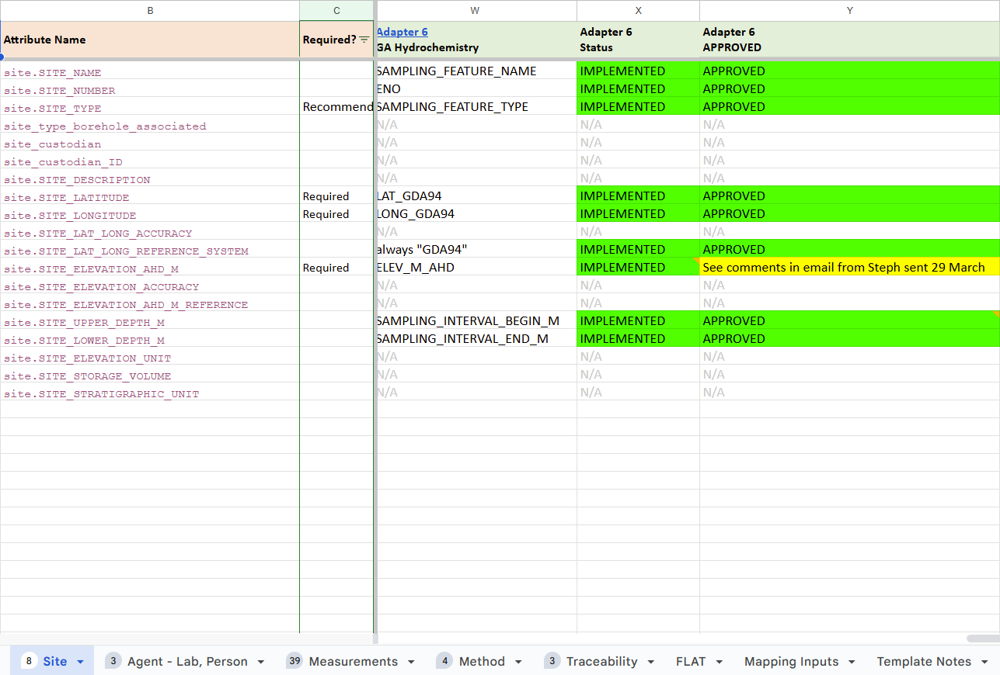 B C W X Y
Attribute Name Required? Adapter 6 Adapter 6 Adapter 6
GA Hydrochemistry Status APPROVED
site.SITE_NAME SAMPLING_FEATURE_NAME IMPLEMENTED APPROVED
site.SITE_NUMBER ENO IMPLEMENTED APPROVED
site.SITE_TYPE Recommend SAMPLING_FEATURE_TYPE IMPLEMENTED APPROVED
site_type_borehole_associated N/A N/A N/A
site_custodian N/A N/A N/A
site_custodian_ID N/A N/A N/A
site.SITE_DESCRIPTION N/A N/A N/A
site.SITE_LATITUDE Required LAT_GDA94 IMPLEMENTED APPROVED
site.SITE_LONGITUDE Required LONG_GDA94 IMPLEMENTED APPROVED
site.SITE_LAT_LONG_ACCURACY N/A N/A N/A
site.SITE_LAT_LONG_REFERENCE_SYSTEM always "GDA94" IMPLEMENTED APPROVED
site.SITE_ELEVATION_AHD_M Required ELEV_M_AHD IMPLEMENTED See comments in email from Steph sent 29 March
site.SITE_ELEVATION_ACCURACY N/A N/A N/A
site.SITE_ELEVATION_AHD_M_REFERENCE N/A N/A N/A
site.SITE_UPPER_DEPTH_M SAMPLING_INTERVAL_BEGIN_M IMPLEMENTED APPROVED
site.SITE_LOWER_DEPTH_M SAMPLING_INTERVAL_END_M IMPLEMENTED APPROVED
site.SITE_ELEVATION_UNIT N/A N/A N/A
site.SITE_STORAGE_VOLUME N/A N/A N/A
site.SITE_STRATIGRAPHIC_UNIT N/A N/A N/A
8 Site 3 Agent - Lab, Person 39 Measurements 4 Method 3 Traceability FLAT Mapping Inputs Template Notes